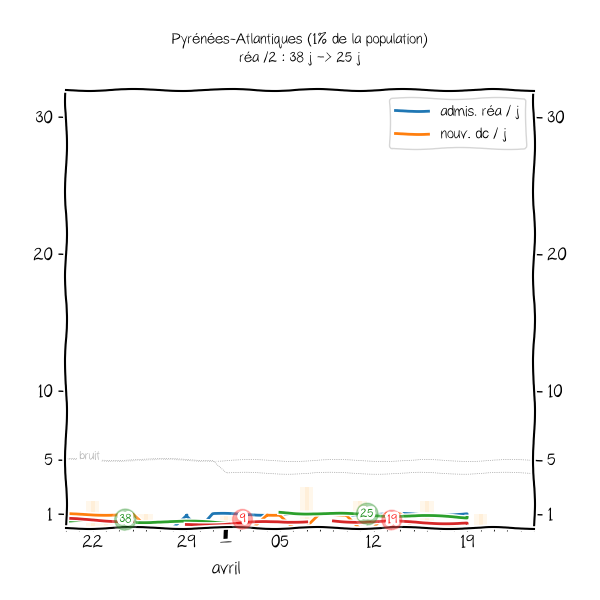 Pyrénées-Atlantiques (1% de la population)
réa /2 : 38 j -> 25 j
admis. réa / j
nouv. dc / j
30 30
20 20
10 10
bruit
5 5
1 1
38 9 25 19
22 29 1 05 12 19
avril